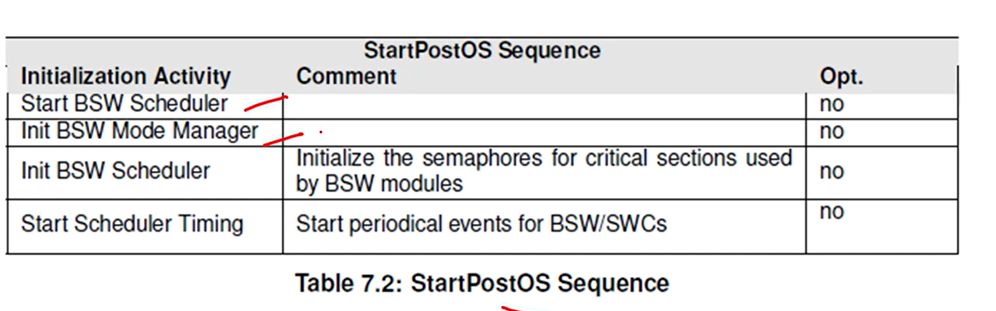 StartPostOS Sequence
Initialization Activity Comment Opt.
Start BSW Scheduler no
Init BSW Mode Manager no
Init BSW Scheduler Initialize the semaphores for critical sections used
by BSW modules no
Start Scheduler Timing Start periodical events for BSW/SWCs no
Table 7.2: StartPostOS Sequence